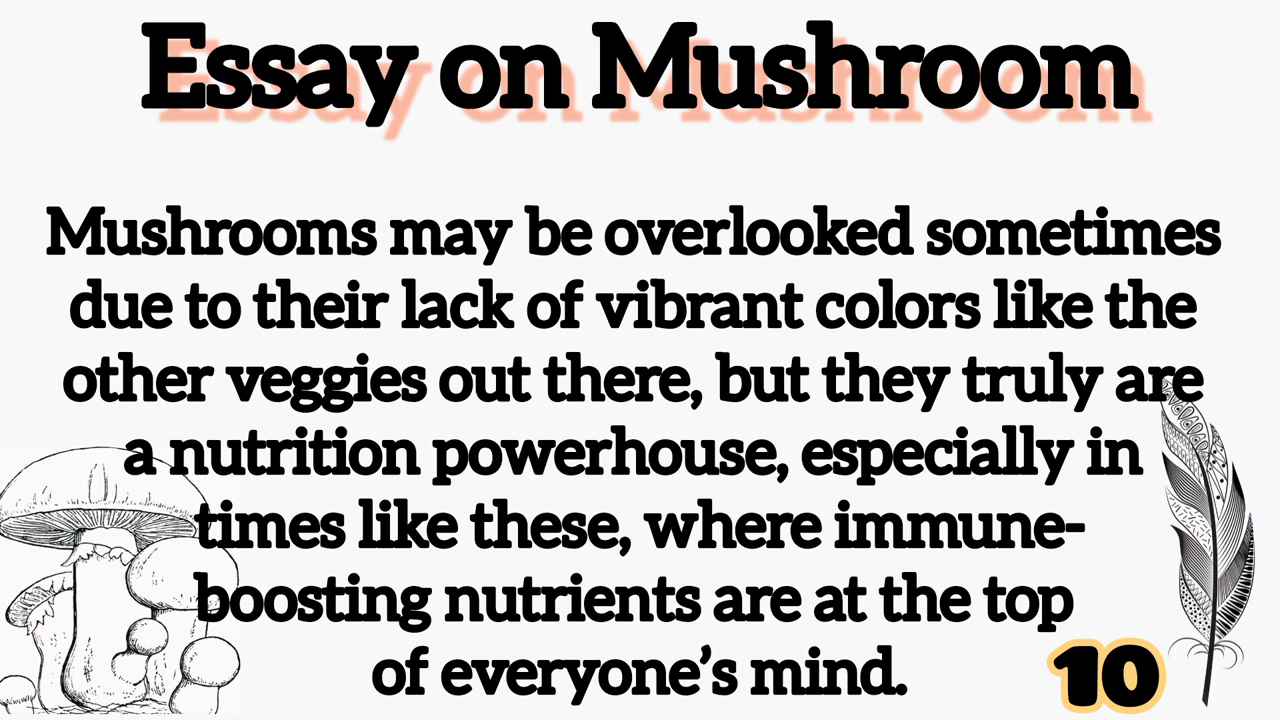 Essay on Mushroom
Mushrooms may be overlooked sometimes
due to their lack of vibrant colors like the
other veggies out there, but they truly are
a nutrition powerhouse, especially in
times like these, where immune-
boosting nutrients are at the top
of everyone’s mind.
10